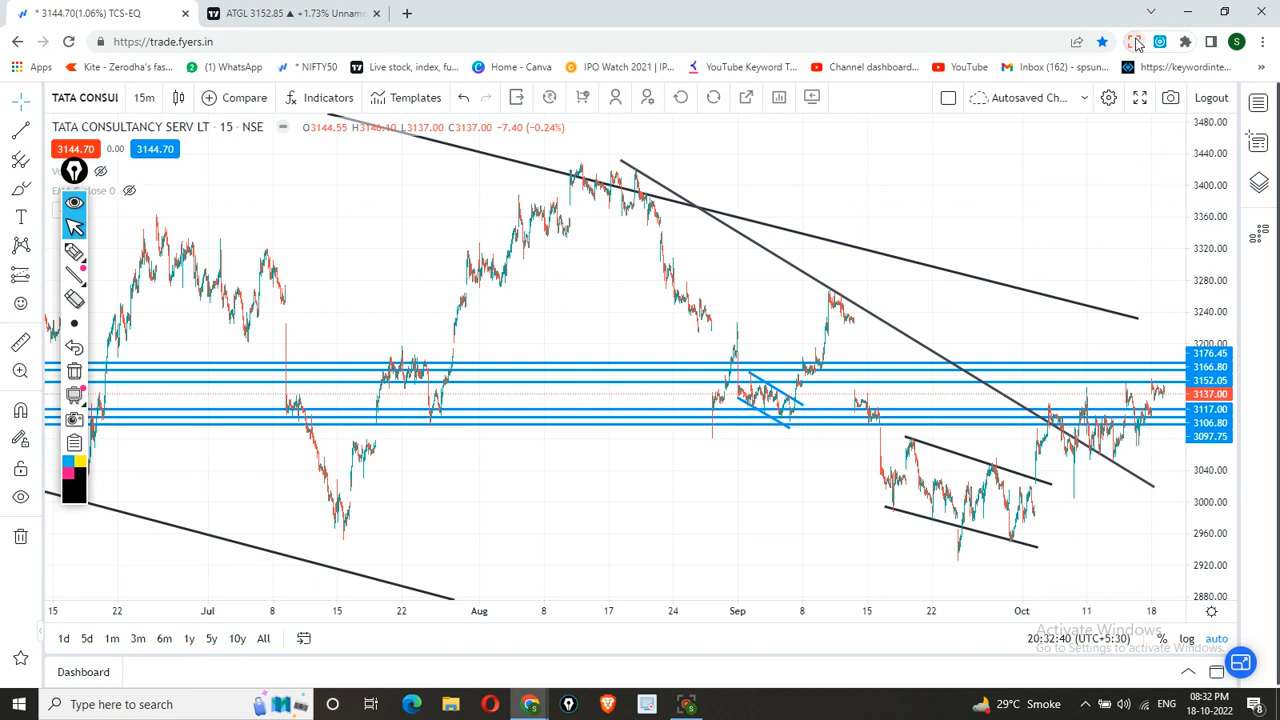 * 3144.70(1.06%) TCS-EQ
ATGL 3152.85 ▲ +1.73% Unname
https://trade.fyers.in
S
Apps
Kite - Zerodha's fas...
(1) WhatsApp
* NIFTY50
Live stock, index, fu...
Home - Canva
IPO Watch 2021 | IP...
YouTube Keyword T...
Channel dashboard...
YouTube
Inbox (162) - spsun...
https://keywordinte...
»
TATA CONSUI
15m
Compare
Indicators
Templates
Autosaved Ch...
Logout
TATA CONSULTANCY SERV LT · 15 · NSE
O3144.55 H3146.10 L3137.00 C3137.00 −7.40 (−0.24%)
3144.70
0.00
3144.70
close 0
3480.00
3440.00
3400.00
3360.00
3320.00
3280.00
3240.00
3200.00
3176.45
3166.80
3152.05
3137.00
3117.00
3106.80
3097.75
3040.00
3000.00
2960.00
2920.00
2880.00
15
22
Jul
8
15
22
Aug
8
17
24
Sep
8
15
22
Oct
11
18
1d
5d
1m
3m
6m
1y
5y
10y
All
20:32:40 (UTC+5:30)
%
log
auto
Activate Windows
Go to Settings to activate Windows.
Dashboard
Type here to search
29°C Smoke
ENG
08:32 PM
18-10-2022